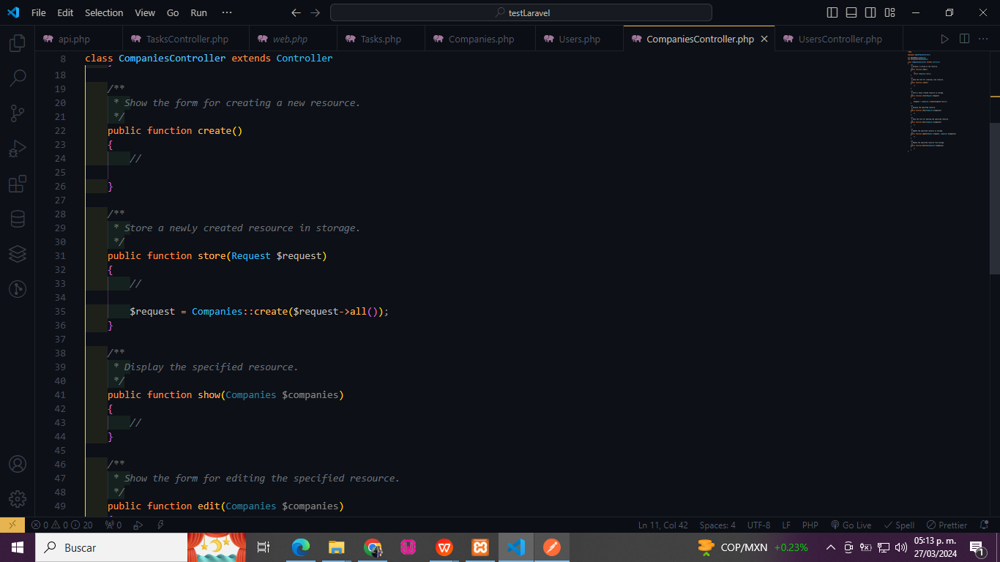 File Edit Selection View Go Run ··· testLaravel
api.php TasksController.php web.php Tasks.php Companies.php Users.php CompaniesController.php UsersController.php
8 class CompaniesController extends Controller
18
19 /**
20 * Show the form for creating a new resource.
21 */
22 public function create()
23 {
24 //
25
26 }
27
28 /**
29 * Store a newly created resource in storage.
30 */
31 public function store(Request $request)
32 {
33 //
34
35 $request = Companies::create($request->all());
36 }
37
38 /**
39 * Display the specified resource.
40 */
41 public function show(Companies $companies)
42 {
43 //
44 }
45
46 /**
47 * Show the form for editing the specified resource.
48 */
49 public function edit(Companies $companies)
0 0 20 0 Ln 11, Col 42 Spaces: 4 UTF-8 LF PHP Go Live Spell Prettier
Buscar COP/MXN +0.23% 05:13 p. m.
27/03/2024 1